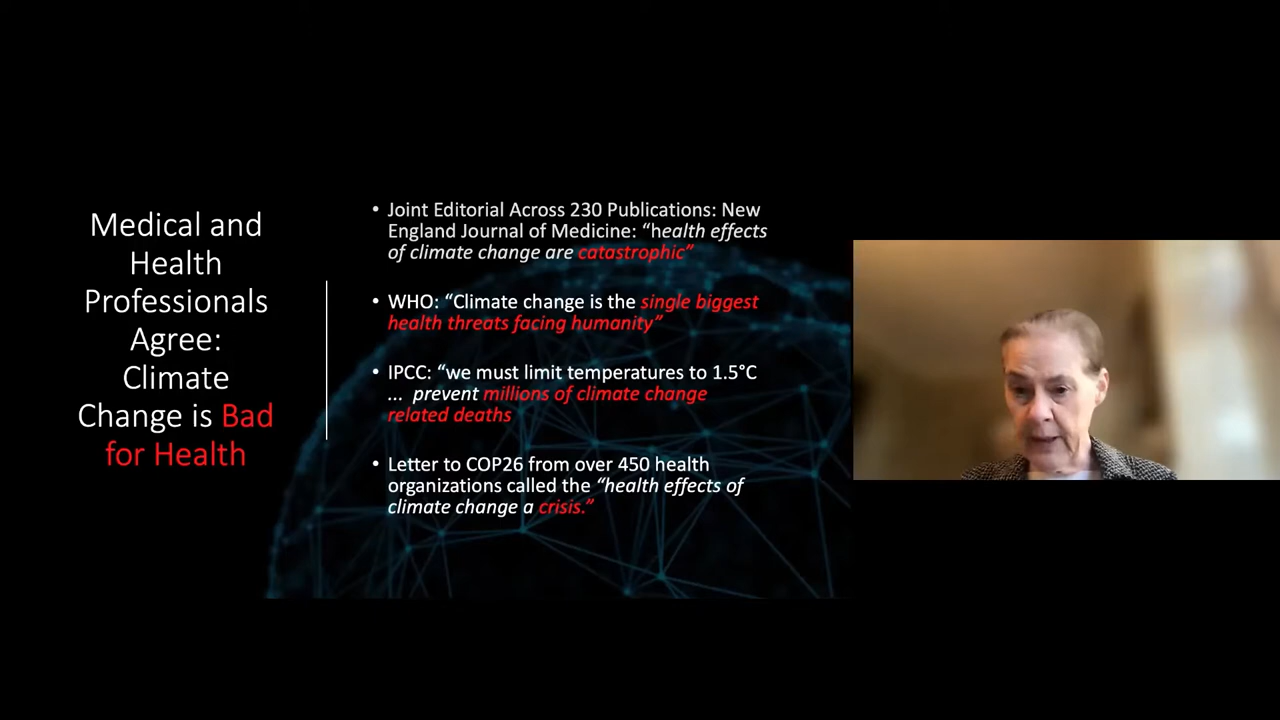 Medical and
Health
Professionals
Agree:
Climate
Change is Bad
for Health
• Joint Editorial Across 230 Publications: New
England Journal of Medicine: “health effects
of climate change are catastrophic”
• WHO: “Climate change is the single biggest
health threats facing humanity”
• IPCC: “we must limit temperatures to 1.5°C
... prevent millions of climate change
related deaths
• Letter to COP26 from over 450 health
organizations called the “health effects of
climate change a crisis.”